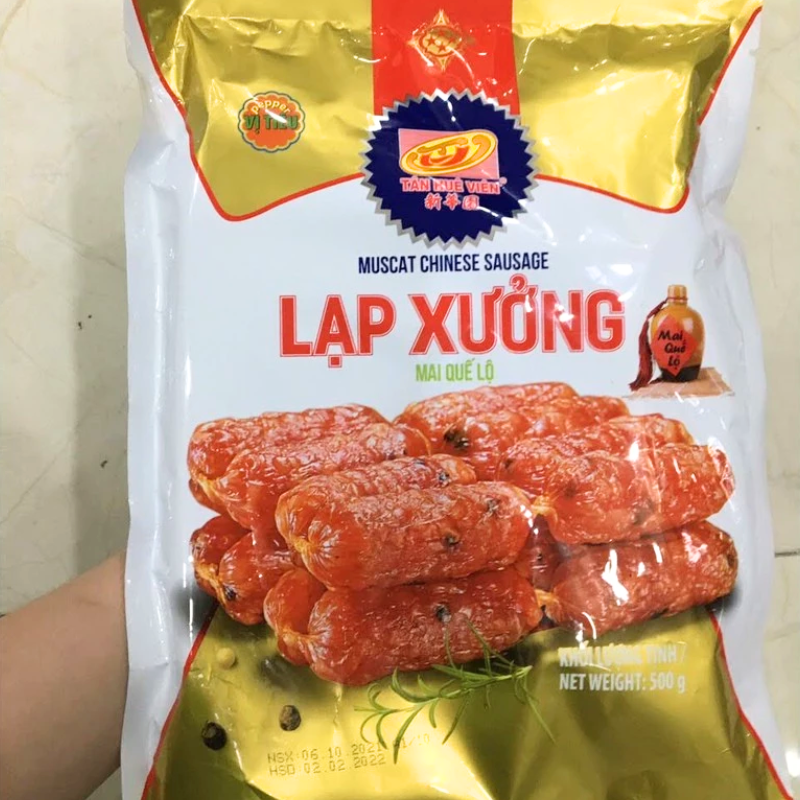 Pepper
VỊ TIÊU
TÂN HUÊ VIÊN®
新華園
MUSCAT CHINESE SAUSAGE
LẠP XƯỞNG
MAI QUẾ LỘ
Mai
Quế
lộ
KHỐI LƯỢNG TỊNH /
NET WEIGHT: 500 g
NSX:06.10.2021
HSD:02.02.2022